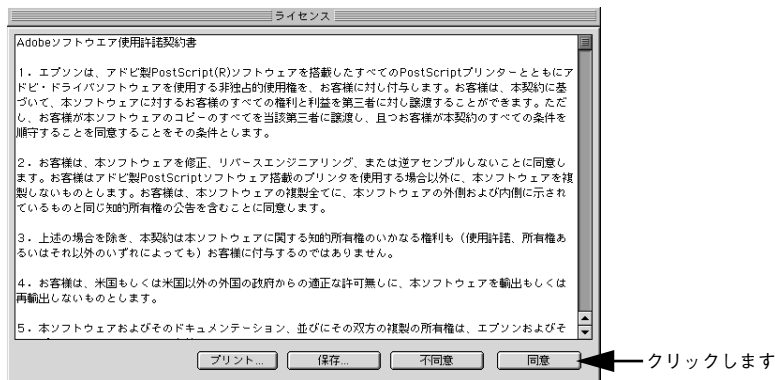 ライセンス
Adobeソフトウエア使用許諾契約書
1. エプソンは、アドビ製PostScript(R)ソフトウェアを搭載したすべてのPostScriptプリンターとともにア
ドビ・ドライバソフトウェアを使用する非独占的使用権を、お客様に対し付与します。お客様は、本契約に基
づいて、本ソフトウェアに対するお客様のすべての権利と利益を第三者に対し譲渡することができます。ただ
し、お客様が本ソフトウェアのコピーのすべてを当該第三者に譲渡し、且つお客様が本契約のすべての条件を
順守することを同意することをその条件とします。
2. お客様は、本ソフトウェアを修正、リバースエンジニアリング、または逆アセンブルしないことに同意し
ます。お客様はアドビ製PostScriptソフトウェア搭載のプリンタを使用する場合以外に、本ソフトウェアを複
製しないものとします。お客様は、本ソフトウェアの複製全てに、本ソフトウェアの外側および内側に示され
ているものと同じ知的所有権の公告を含むことに同意します。
3. 上述の場合を除き、本契約は本ソフトウェアに関する知的所有権のいかなる権利も（使用許諾、所有権あ
るいはそれ以外のいずれによっても）お客様に付与するのではありません。
4. お客様は、米国もしくは米国以外の外国の政府からの適正な許可無しに、本ソフトウェアを輸出もしくは
再輸出しないものとします。
5. 本ソフトウェアおよびそのドキュメンテーション、並びにその双方の複製の所有権は、エプソンおよびそ
プリント... 保存... 不同意 同意 クリックします